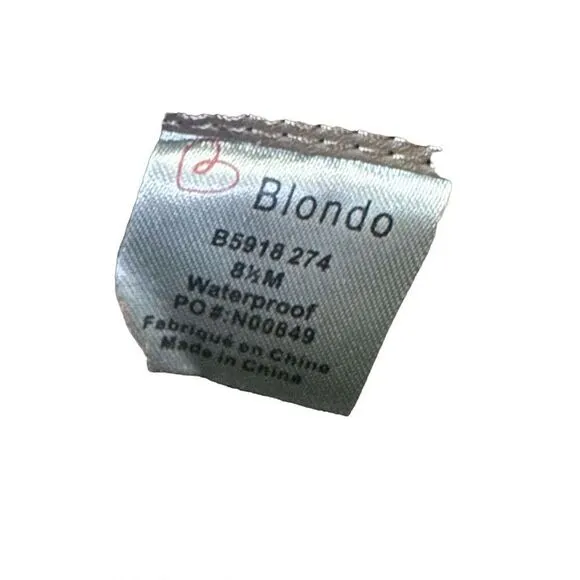 Blondo
B5918 274
8½M
Waterproof
PO#:N00849
Fabriqué en Chine
Made in China